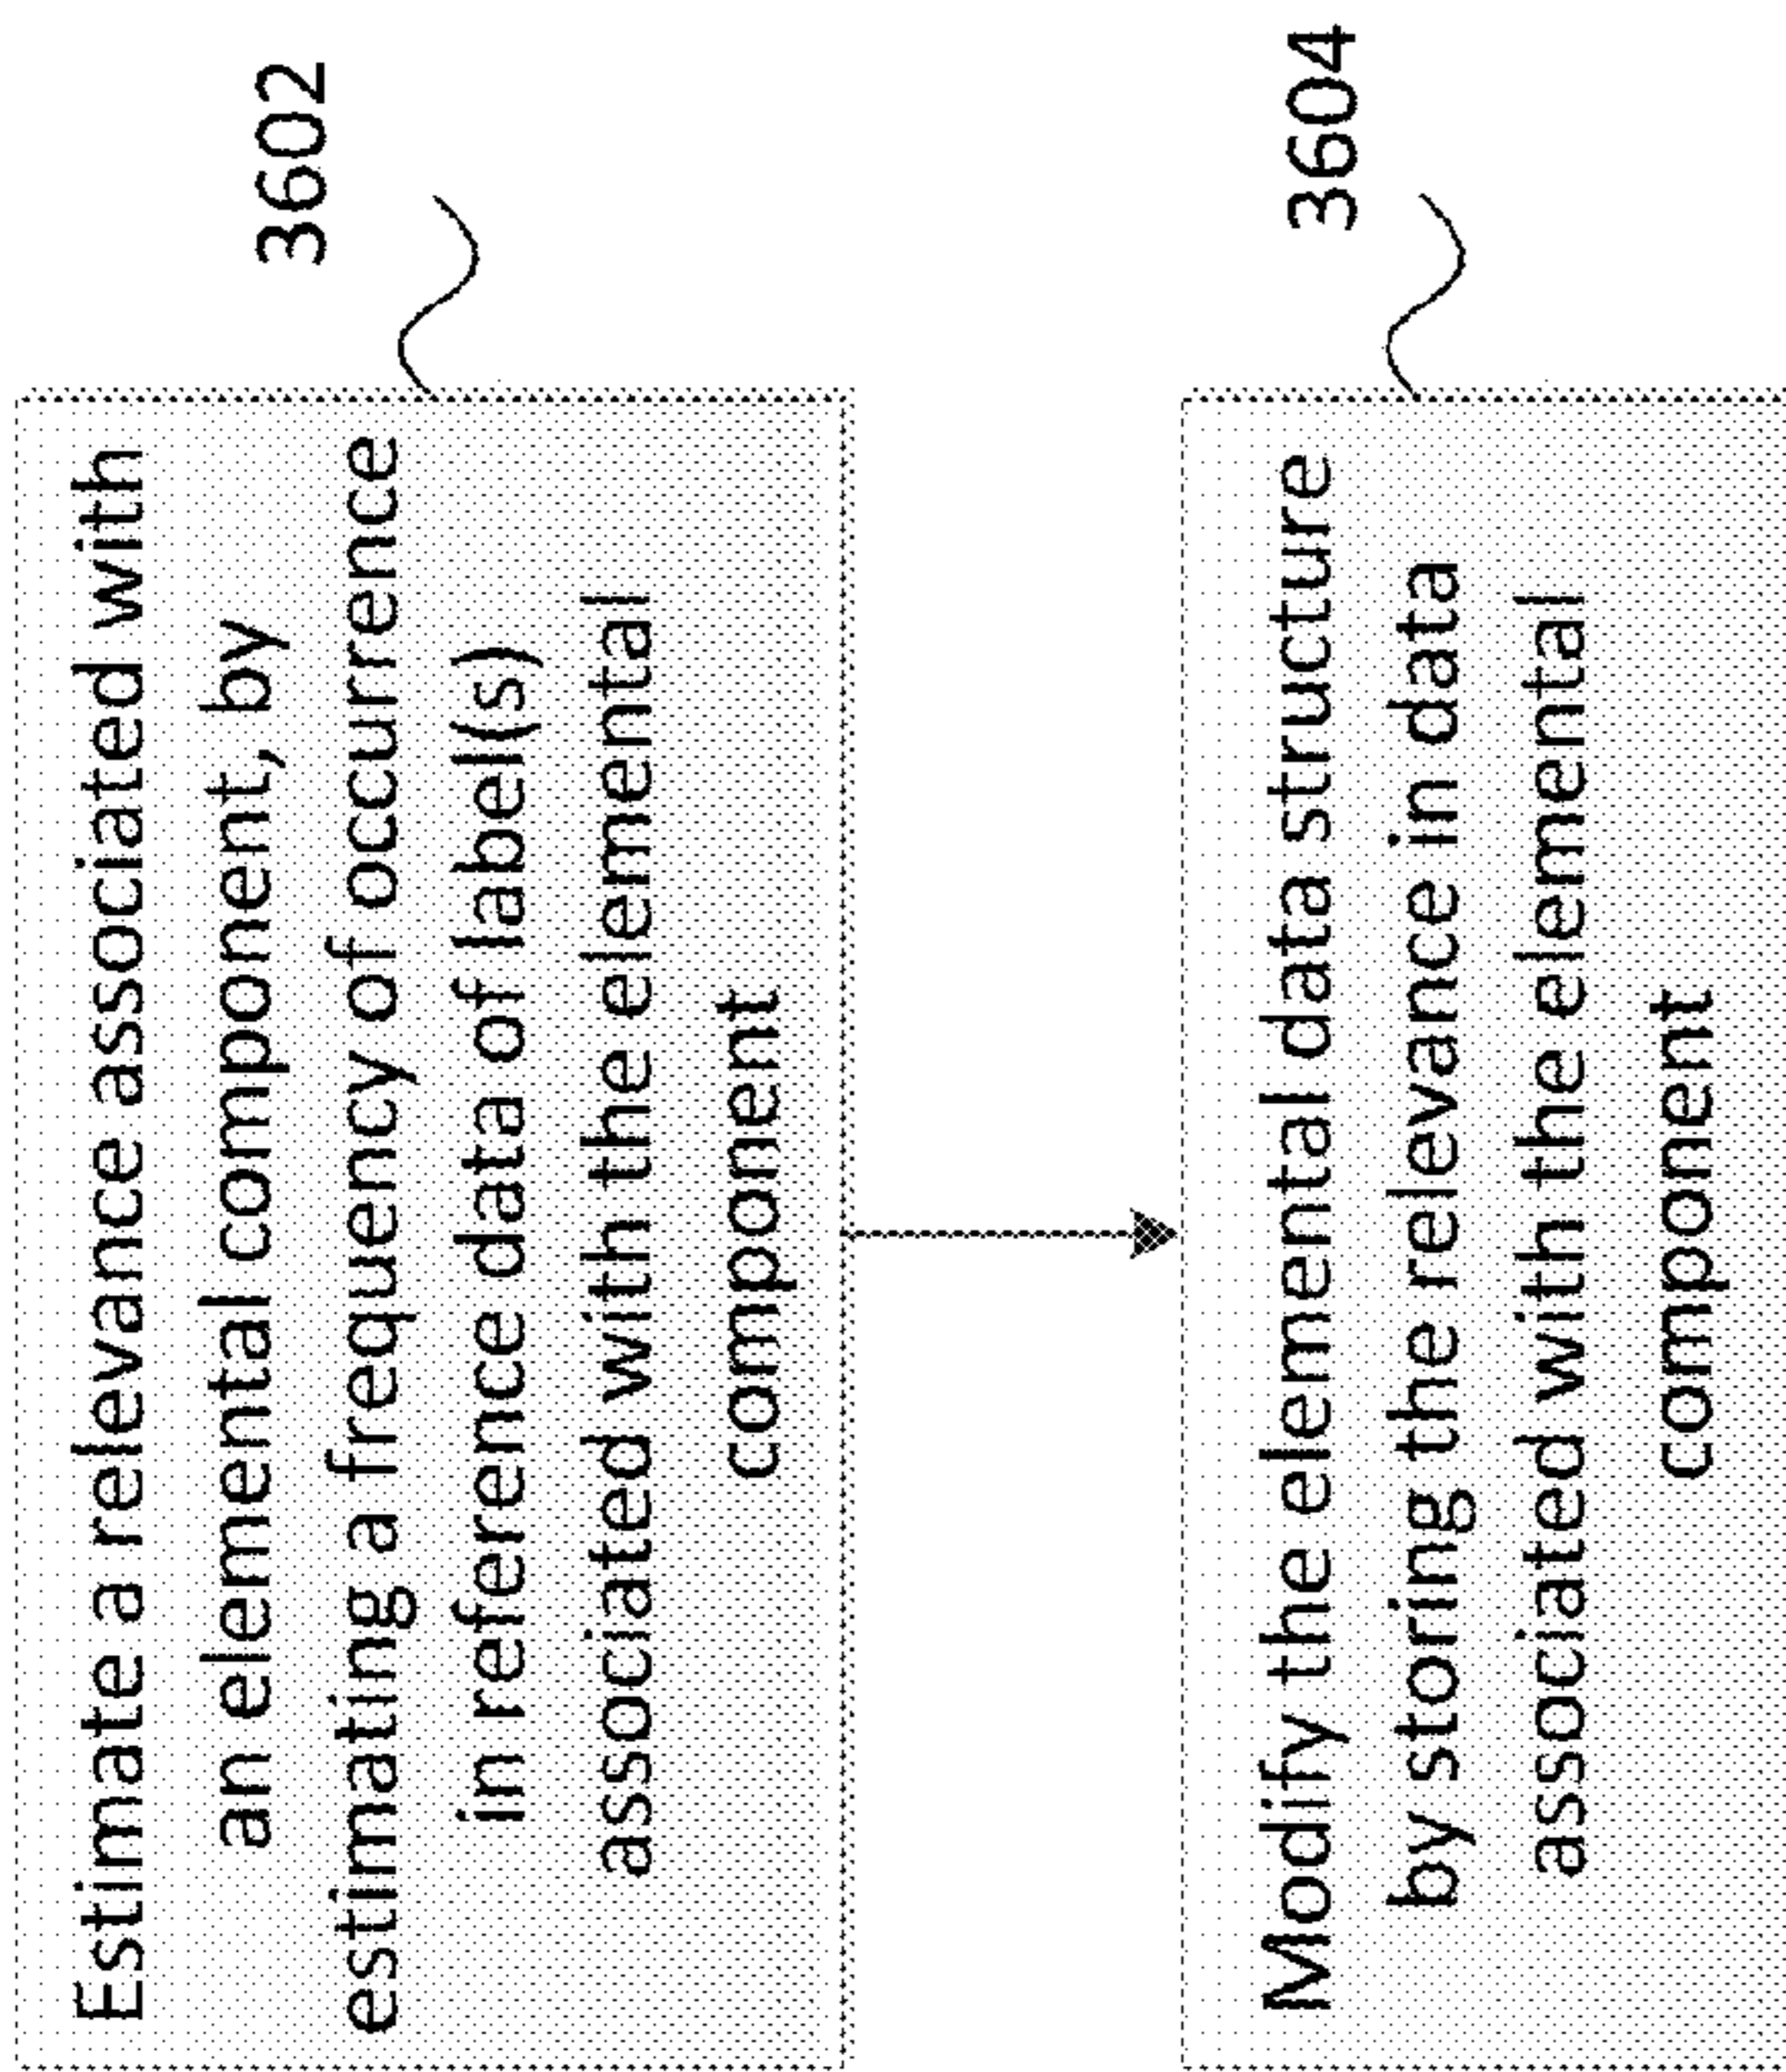 Estimate a relevance associated with
an elemental component, by
estimating a frequency of occurrence
in reference data of label(s)
associated with the elemental
component
3602
Modify the elemental data structure
by storing the relevance in data
associated with the elemental
component
3604